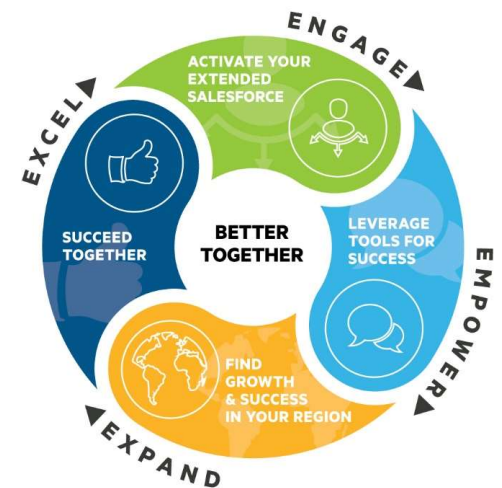 ENGAGE
ACTIVATE YOUR
EXTENDED
SALESFORCE
EMPOWER
LEVERAGE
TOOLS FOR
SUCCESS
EXPAND
FIND
GROWTH
& SUCCESS
IN YOUR REGION
EXCEL
SUCCEED
TOGETHER
BETTER
TOGETHER